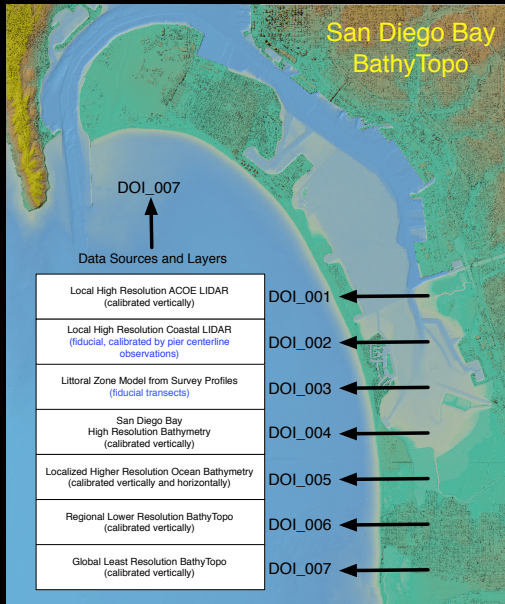 San Diego Bay
BathyTopo
DOI_007
Data Sources and Layers
Local High Resolution ACOE LIDAR
(calibrated vertically)
DOI_001
Local High Resolution Coastal LIDAR
(fiducial, calibrated by pier centerline
observations)
DOI_002
Littoral Zone Model from Survey Profiles
(fiducial transects)
DOI_003
San Diego Bay
High Resolution Bathymetry
(calibrated vertically)
DOI_004
Localized Higher Resolution Ocean Bathymetry
(calibrated vertically and horizontally)
DOI_005
Regional Lower Resolution BathyTopo
(calibrated vertically)
DOI_006
Global Least Resolution BathyTopo
(calibrated vertically)
DOI_007